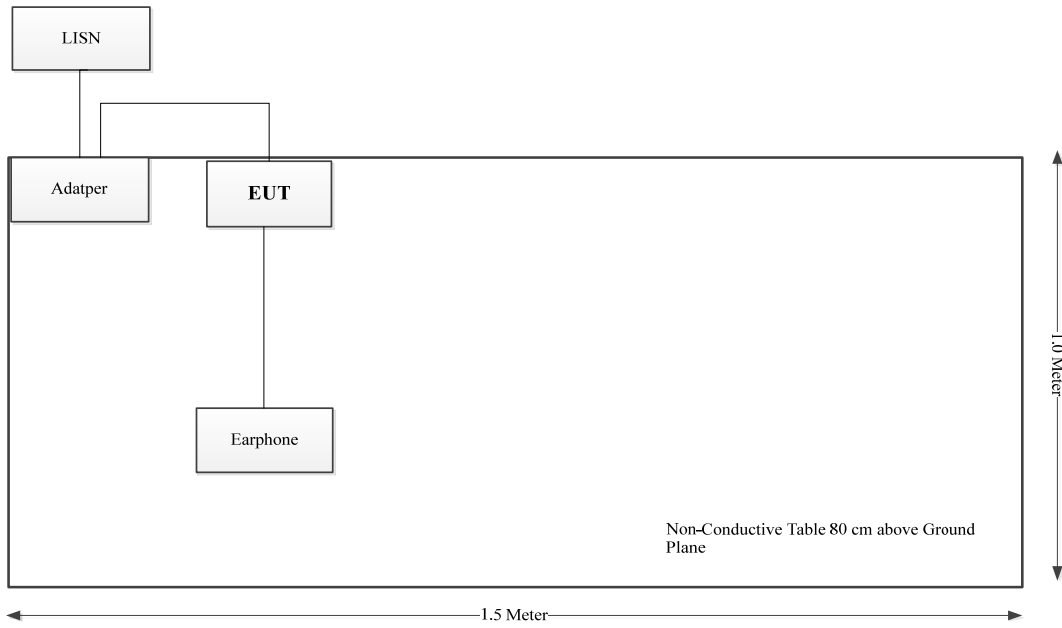 LISN
Adatper
EUT
Earphone
Non-Conductive Table 80 cm above Ground
Plane
1.0 Meter
1.5 Meter